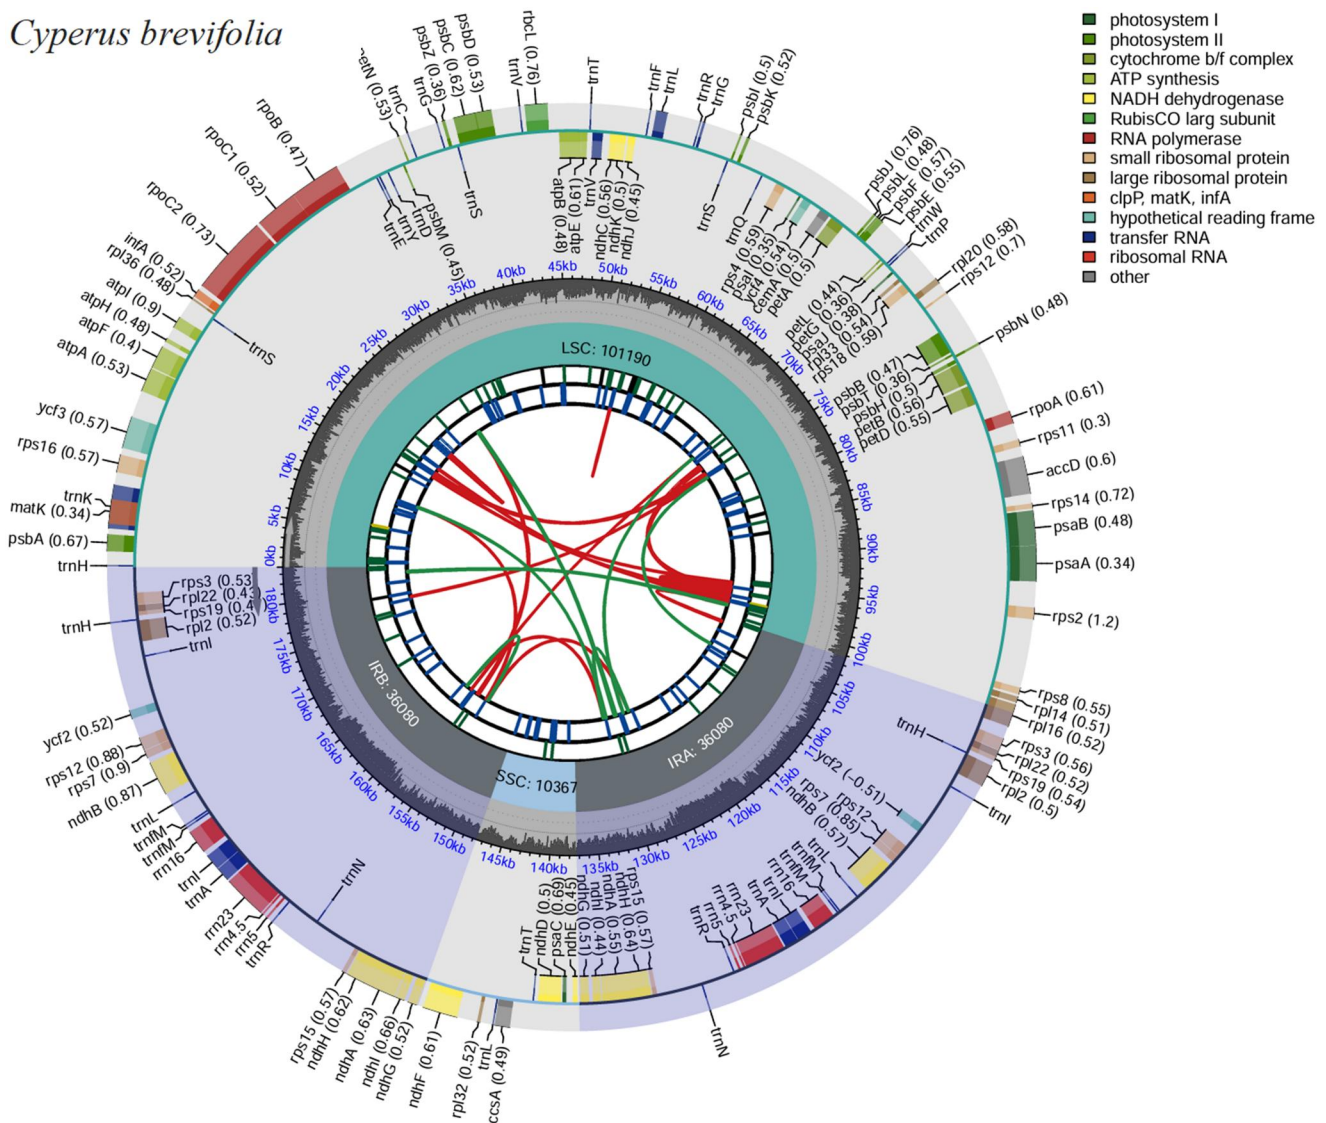 Cyperus brevifolia
photosystem I
photosystem II
cytochrome b/f complex
ATP synthesis
NADH dehydrogenase
RubisCO larg subunit
RNA polymerase
small ribosomal protein
large ribosomal protein
clpP, matK, infA
hypothetical reading frame
transfer RNA
ribosomal RNA
other
trnC
trnG
psbZ (0.36)
psbC (0.62)
psbD (0.53)
trnV
rbcL (0.76)
trnT
trnF
trnL
trnR
trnG
psbI (0.5)
psbK (0.52)
psbJ (0.76)
psbL (0.48)
psbF (0.57)
psbE (0.55)
trnW
trnP
rpl20 (0.58)
rps12 (0.7)
psbN (0.48)
rpoA (0.61)
rps11 (0.3)
accD (0.6)
rps14 (0.72)
psaB (0.48)
psaA (0.34)
rps2 (1.2)
rps8 (0.55)
rpl14 (0.51)
rpl16 (0.52)
rps3 (0.56)
rpl22 (0.52)
rps19 (0.54)
rpl2 (0.5)
trnI
trnH
rpoB (0.47)
rpoC1 (0.52)
rpoC2 (0.73)
infA (0.52)
rpl36 (0.48)
atpI (0.9)
atpH (0.48)
atpF (0.4)
atpA (0.53)
ycf3 (0.57)
rps16 (0.57)
trnK
matK (0.34)
psbA (0.67)
trnH
trnH
trnS
trnE
trnY
trnD
psbM (0.45)
trnS
atpB (0.48)
atpE (0.61)
trnV
ndhC (0.56)
ndhK (0.5)
ndhJ (0.45)
trnS
trnQ
rps4 (0.59)
psaI (0.35)
ycf4 (0.54)
cemA (0.5)
petA (0.5)
petL (0.44)
petG (0.36)
psaJ (0.38)
rpl33 (0.54)
rps18 (0.59)
psbB (0.47)
psbT (0.36)
psbH (0.5)
petB (0.56)
petD (0.55)
0kb
5kb
10kb
15kb
20kb
25kb
30kb
35kb
40kb
45kb
50kb
55kb
60kb
65kb
70kb
75kb
80kb
85kb
90kb
95kb
100kb
105kb
110kb
115kb
120kb
125kb
130kb
135kb
140kb
145kb
150kb
155kb
160kb
165kb
170kb
175kb
180kb
LSC: 101190
IRB: 36080
SSC: 10367
IRA: 36080
rps3 (0.53)
rpl22 (0.43)
rpl2 (0.52)
trnI
ycf2 (0.52)
rps12 (0.88)
rps7 (0.9)
ndhB (0.87)
trnL
trnfM
trnfM
rrn16
trnI
trnA
rrn23
rrn4.5
rrn5
trnR
trnN
rps15 (0.57)
ndhH (0.62)
ndhA (0.63)
ndhI (0.66)
ndhG (0.52)
ndhF (0.61)
rpl32 (0.52)
trnL
ccsA (0.49)
trnT
ndhD (0.5)
psaC (0.69)
ndhE (0.45)
ndhG (0.51)
ndhI (0.44)
ndhA (0.55)
ndhH (0.64)
rps15 (0.57)
trnN
trnR
rrn5
rrn4.5
rrn23
trnA
trnI
rrn16
trnfM
trnfM
trnL
ndhB (0.57)
rps7 (0.85)
rps12
ycf2 (−0.51)